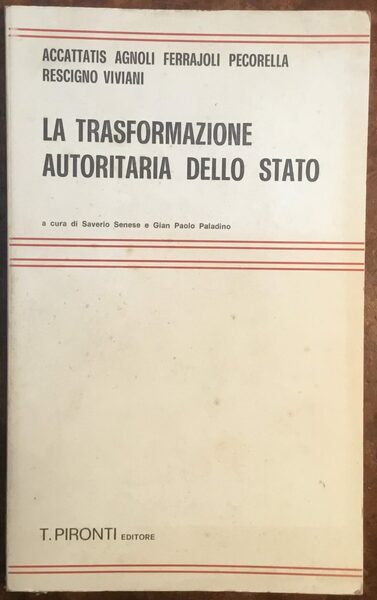 ACCATTATIS AGNOLI FERRAJOLI PECORELLA
RESCIGNO VIVIANI
LA TRASFORMAZIONE
AUTORITARIA DELLO STATO
a cura di Saverio Senese e Gian Paolo Paladino
T. PIRONTI EDITORE